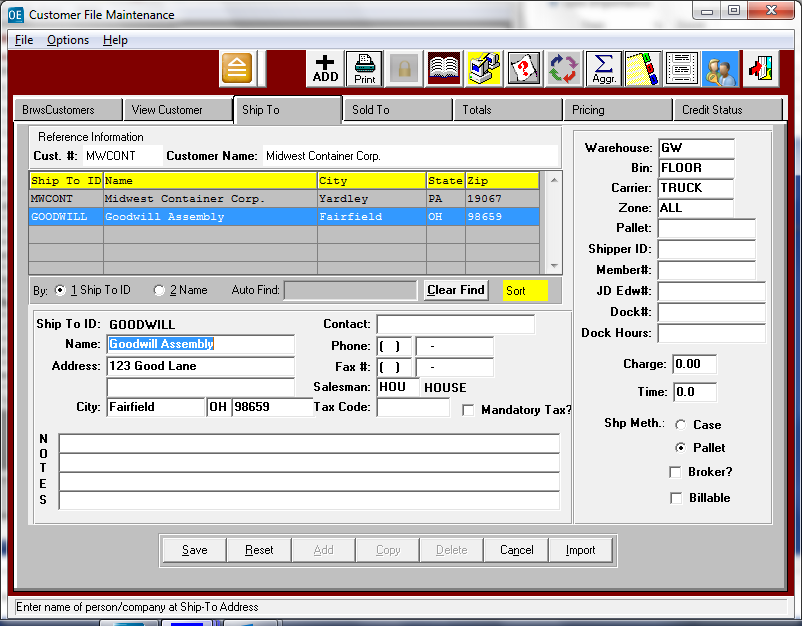 OE Customer File Maintenance
File Options Help
ADD Print Aggr.
BrwsCustomers View Customer Ship To Sold To Totals Pricing Credit Status
Reference Information
Cust. #: MWCONT Customer Name: Midwest Container Corp.
Ship To ID Name City State Zip
MWCONT Midwest Container Corp. Yardley PA 19067
GOODWILL Goodwill Assembly Fairfield OH 98659
By: 1 Ship To ID 2 Name Auto Find: Clear Find Sort
Ship To ID: GOODWILL Contact:
Name: Goodwill Assembly Phone: ( ) -
Address: 123 Good Lane Fax #: ( ) -
Salesman: HOU HOUSE
City: Fairfield OH 98659 Tax Code: Mandatory Tax?
NOTES
Warehouse: GW
Bin: FLOOR
Carrier: TRUCK
Zone: ALL
Pallet:
Shipper ID:
Member#:
JD Edw#:
Dock#:
Dock Hours:
Charge: 0.00
Time: 0.0
Shp Meth.: Case
Pallet
Broker?
Billable
Save Reset Add Copy Delete Cancel Import
Enter name of person/company at Ship-To Address